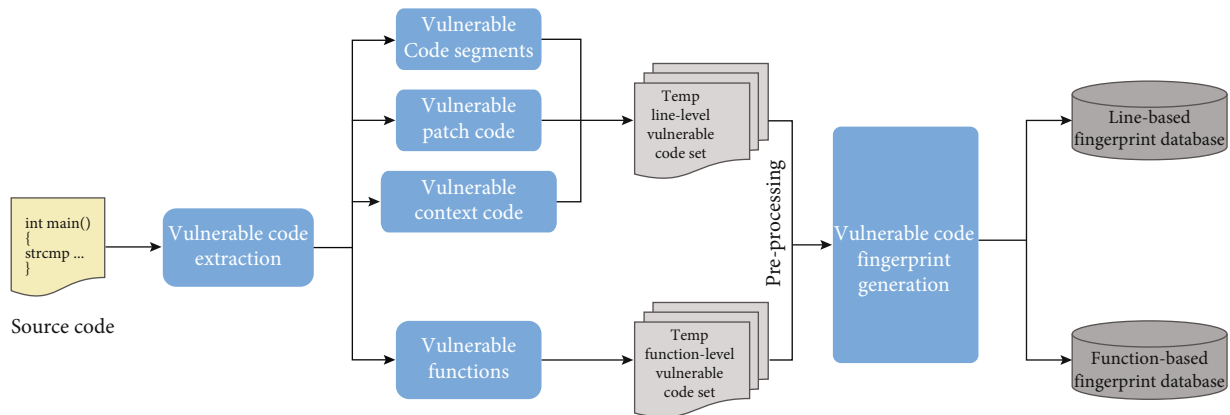 int main()
{
strcmp ...
}
Source code
Vulnerable code
extraction
Vulnerable
Code segments
Vulnerable
patch code
Vulnerable
context code
Vulnerable
functions
Temp
line-level
vulnerable
code set
Temp
function-level
vulnerable
code set
Pre-processing
Vulnerable code
fingerprint
generation
Line-based
fingerprint database
Function-based
fingerprint database